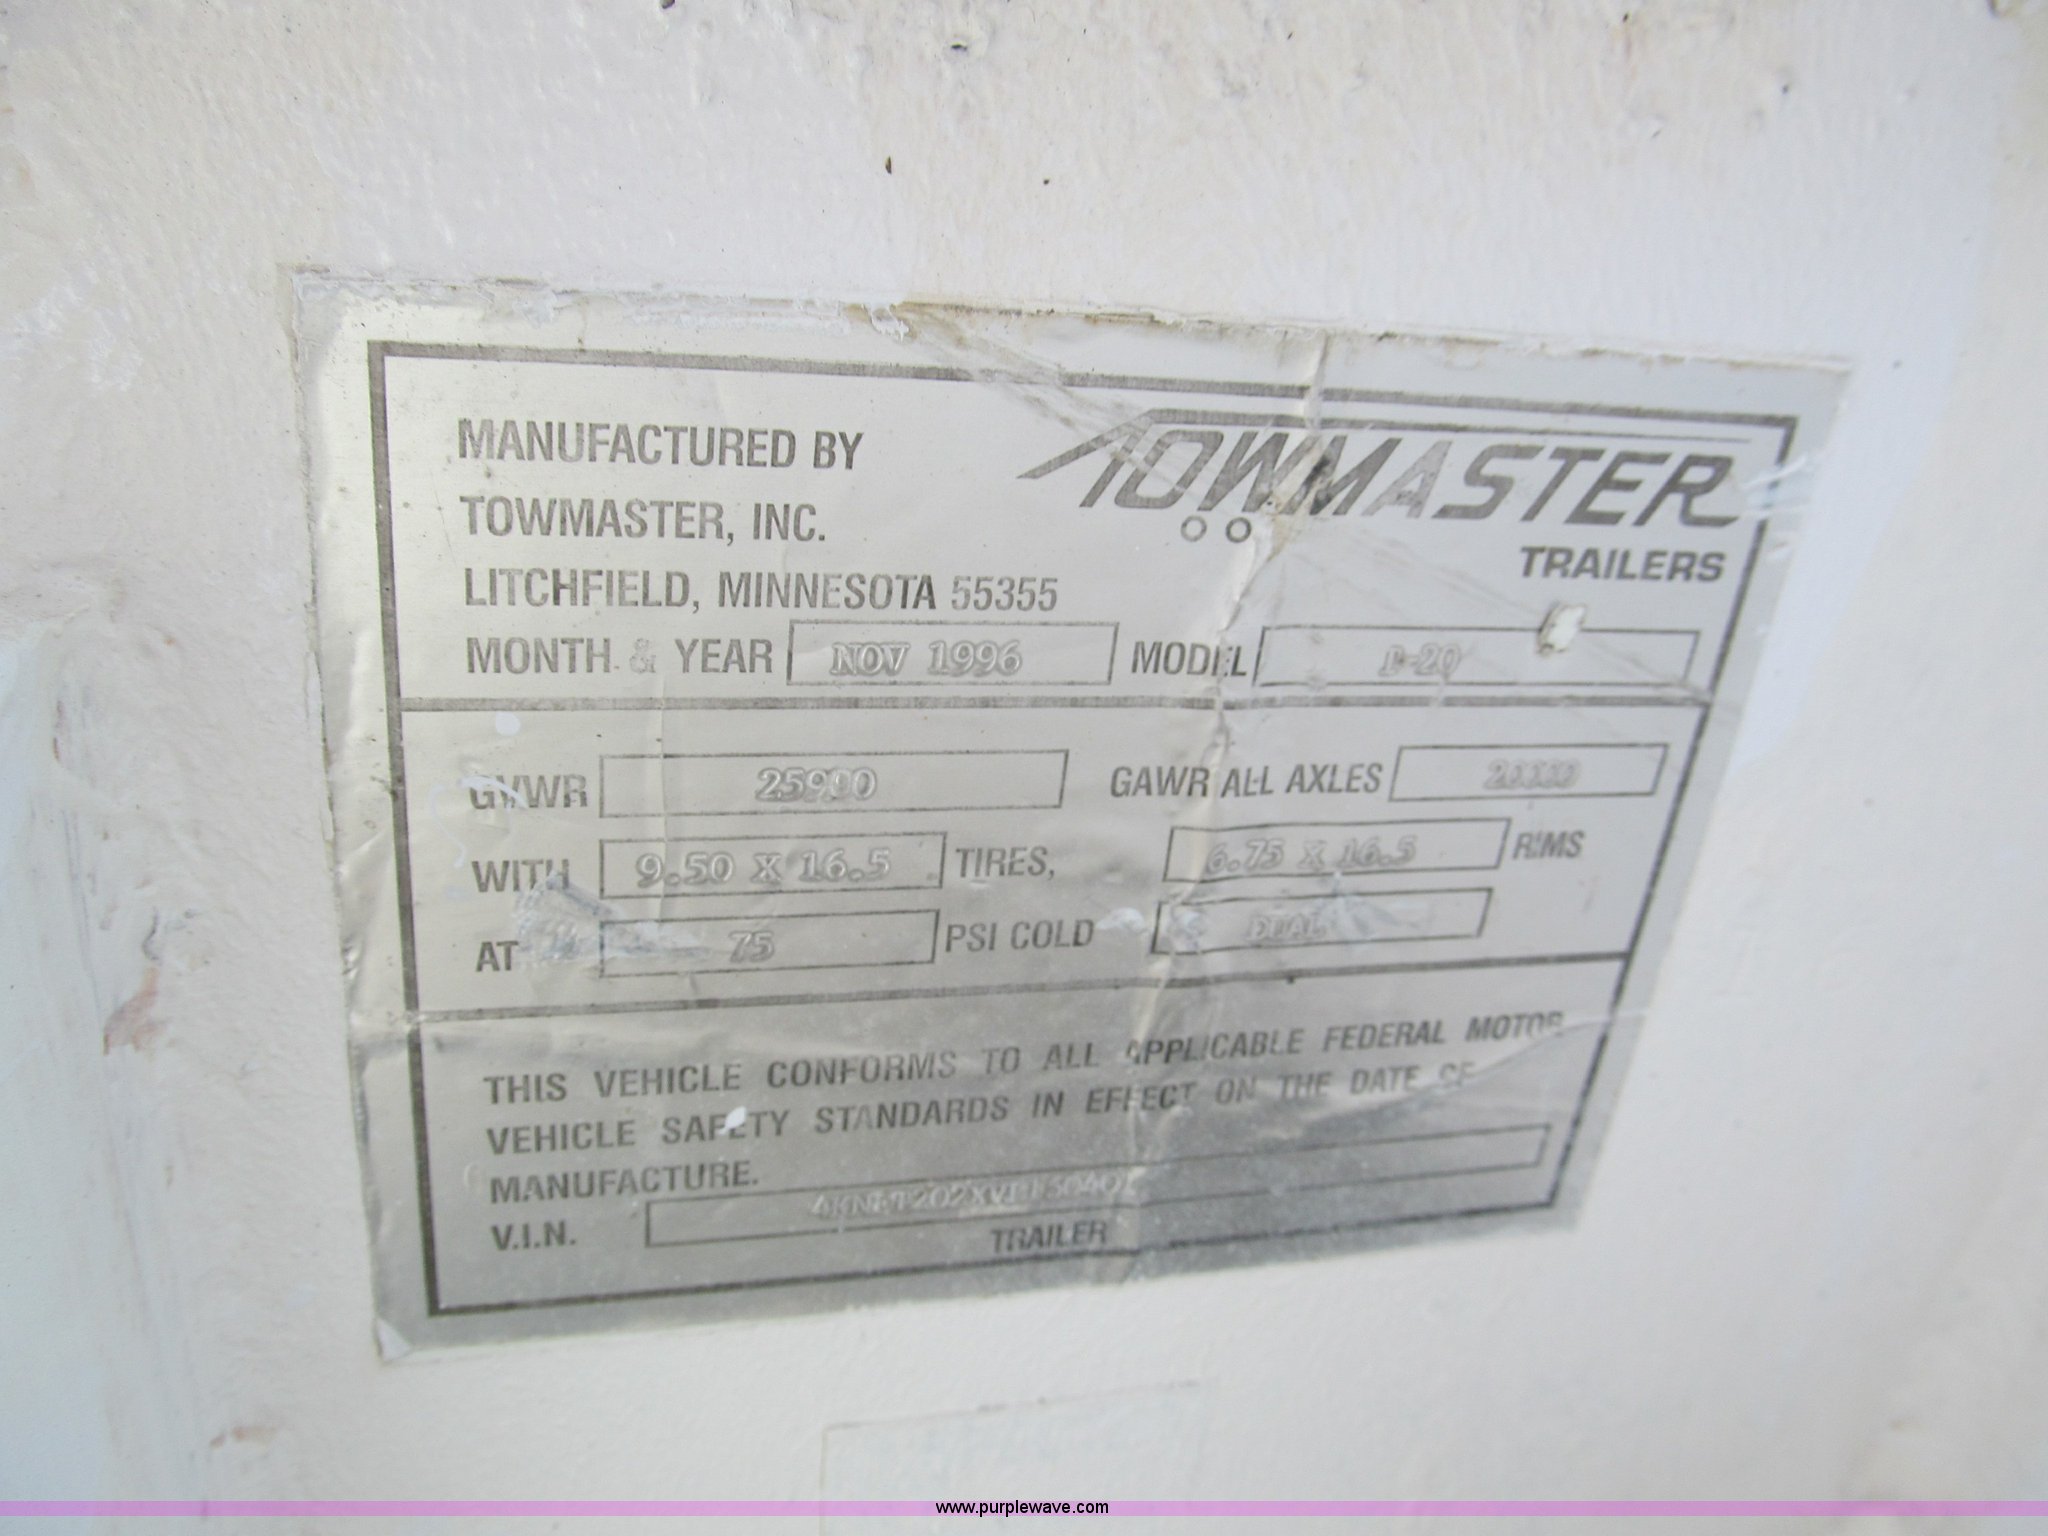 MANUFACTURED BY
TOWMASTER, INC.
LITCHFIELD, MINNESOTA 55355
TOWMASTER
TRAILERS
MONTH & YEAR NOV 1996 MODEL
GVWR GAWR ALL AXLES
WITH 9.50 X 16.5 TIRES, 6.75 X 16.5 RIMS
AT 75 PSI COLD DUAL
THIS VEHICLE CONFORMS TO ALL APPLICABLE FEDERAL MOTOR
VEHICLE SAFETY STANDARDS IN EFFECT ON THE DATE OF
MANUFACTURE.
V.I.N.
TRAILER
www.purplewave.com